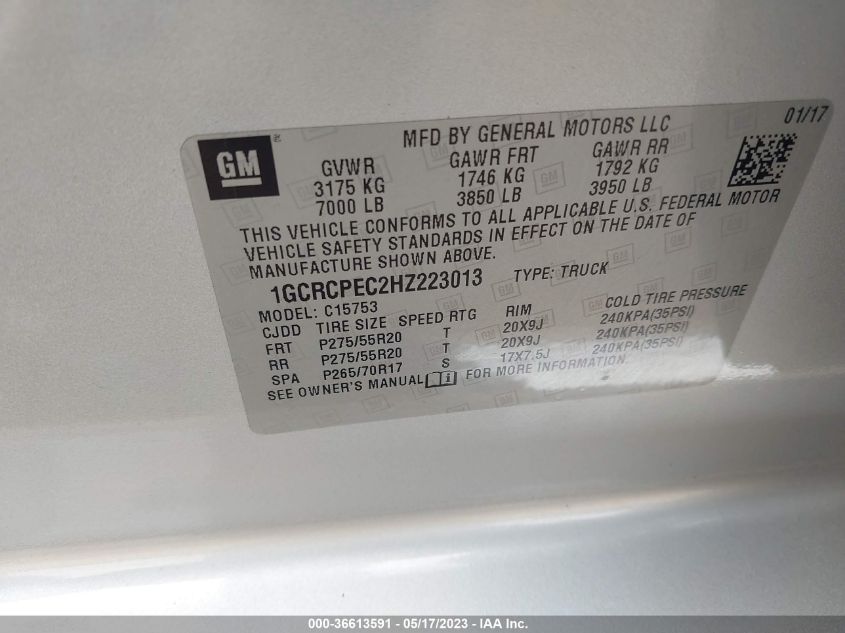 01/17
GM
MFD BY GENERAL MOTORS LLC
GVWR GAWR FRT GAWR RR
3175 KG 1746 KG 1792 KG
7000 LB 3850 LB 3950 LB
THIS VEHICLE CONFORMS TO ALL APPLICABLE U.S. FEDERAL MOTOR
VEHICLE SAFETY STANDARDS IN EFFECT ON THE DATE OF
MANUFACTURE SHOWN ABOVE.
1GCRCPEC2HZ223013 TYPE: TRUCK
MODEL: C15753
CJDD TIRE SIZE SPEED RTG RIM COLD TIRE PRESSURE
FRT P275/55R20 T 20X9J 240KPA(35PSI)
RR P275/55R20 T 20X9J 240KPA(35PSI)
SPA P265/70R17 S 17X7.5J 240KPA(35PSI)
SEE OWNER'S MANUAL FOR MORE INFORMATION.
000-36613591 - 05/17/2023 - IAA Inc.